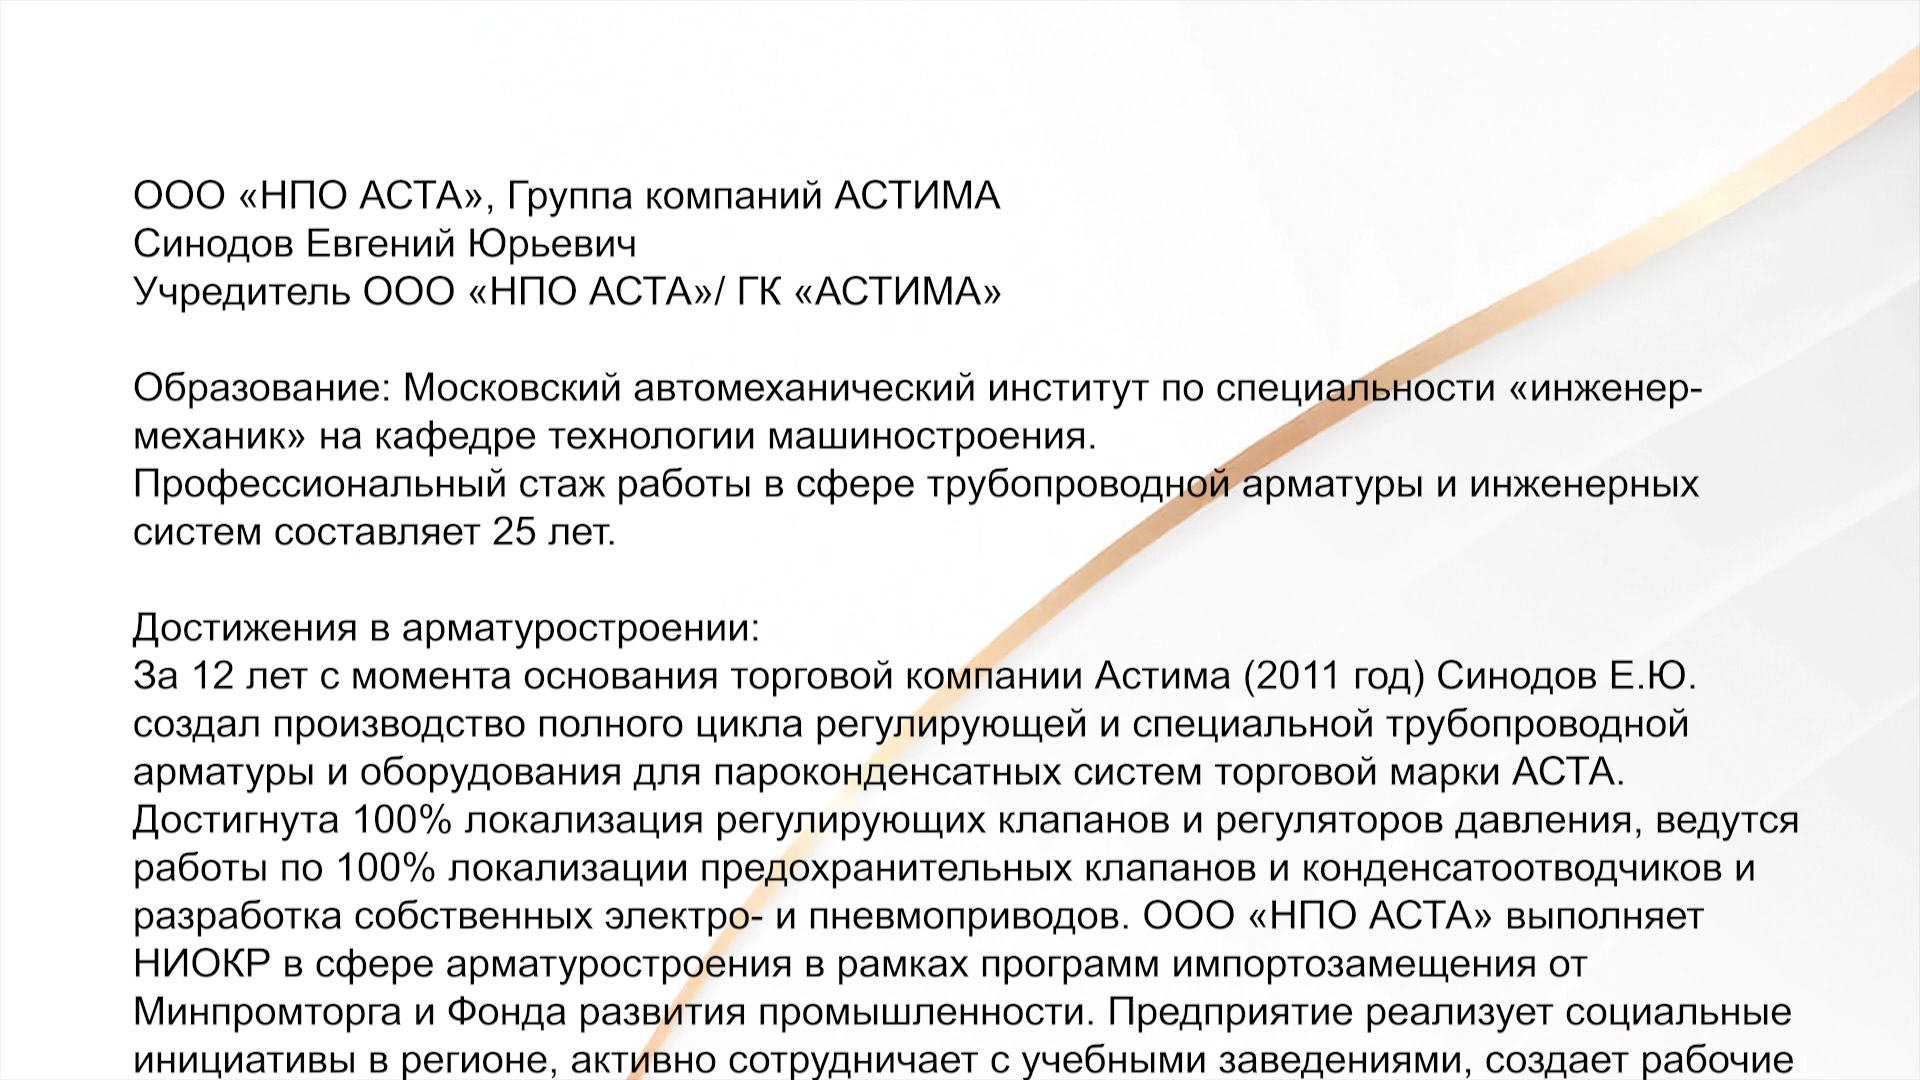 ООО «НПО АСТА», Группа компаний АСТИМА
Синодов Евгений Юрьевич
Учредитель ООО «НПО АСТА»/ ГК «АСТИМА»
Образование: Московский автомеханический институт по специальности «инженер-
механик» на кафедре технологии машиностроения.
Профессиональный стаж работы в сфере трубопроводной арматуры и инженерных
систем составляет 25 лет.
Достижения в арматуростроении:
За 12 лет с момента основания торговой компании Астима (2011 год) Синодов Е.Ю.
создал производство полного цикла регулирующей и специальной трубопроводной
арматуры и оборудования для пароконденсатных систем торговой марки АСТА.
Достигнута 100% локализация регулирующих клапанов и регуляторов давления, ведутся
работы по 100% локализации предохранительных клапанов и конденсатоотводчиков и
разработка собственных электро- и пневмоприводов. ООО «НПО АСТА» выполняет
НИОКР в сфере арматуростроения в рамках программ импортозамещения от
Минпромторга и Фонда развития промышленности. Предприятие реализует социальные
инициативы в регионе, активно сотрудничает с учебными заведениями, создает рабочие